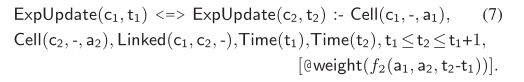 ExpUpdate(c₁,t₁) <=> ExpUpdate(c₂,t₂) :- Cell(c₁,-,a₁), (7)
Cell(c₂,-,a₂),Linked(c₁,c₂,-),Time(t₁),Time(t₂), t₁≤t₂≤t₁+1,
[@weight(f₂(a₁, a₂, t₂-t₁))].